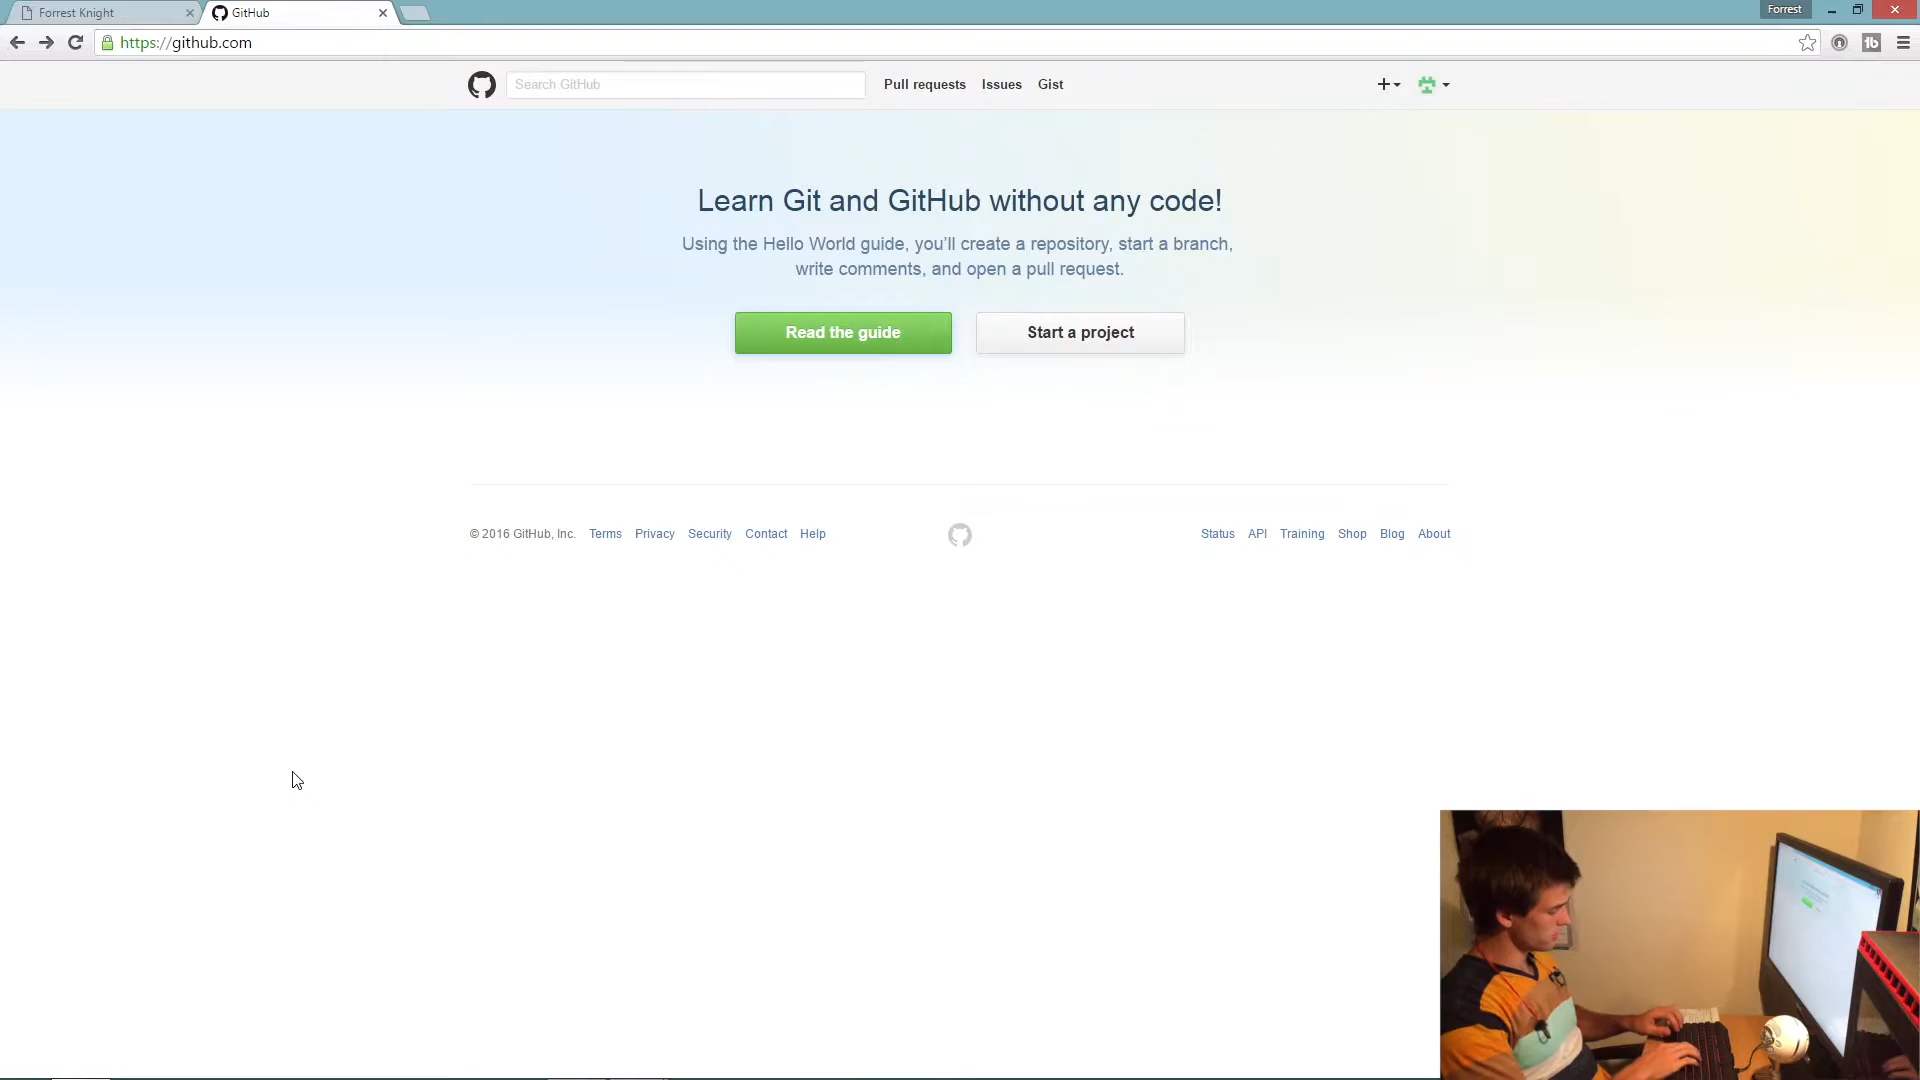 Forrest Knight
GitHub
Forrest
https://github.com
1b
Search GitHub
Pull requests
Issues
Gist
Learn Git and GitHub without any code!
Using the Hello World guide, you’ll create a repository, start a branch,
write comments, and open a pull request.
Read the guide
Start a project
© 2016 GitHub, Inc. Terms Privacy Security Contact Help
Status API Training Shop Blog About